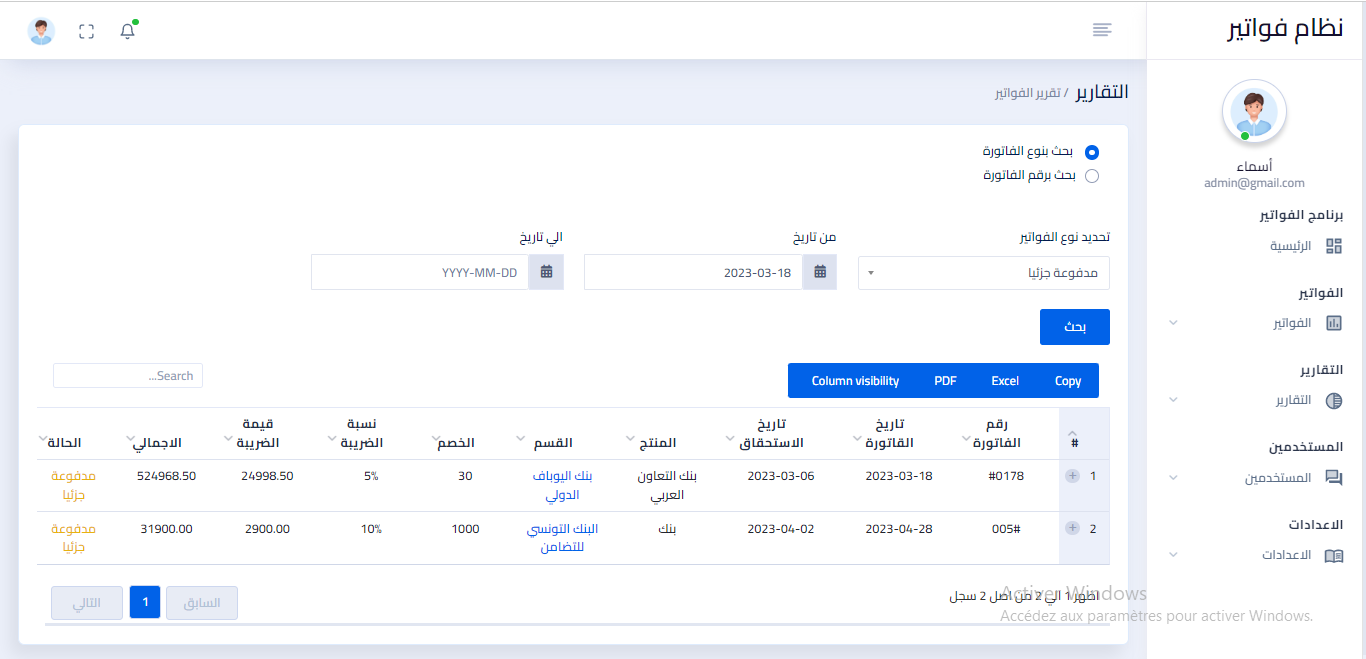 نظام فواتير
أسماء
admin@gmail.com
برنامج الفواتير
الرئيسية
الفواتير
الفواتير
التقارير
التقارير
المستخدمين
المستخدمين
الاعدادات
الاعدادات
التقارير / تقرير الفواتير
بحث بنوع الفاتورة
بحث برقم الفاتورة
تحديد نوع الفواتير
من تاريخ
الي تاريخ
مدفوعة جزئيا
2023-03-18
YYYY-MM-DD
بحث
Copy Excel PDF Column visibility
Search...
# رقم الفاتورة تاريخ القاتورة تاريخ الاستحقاق المنتج القسم الخصم نسبة الضريبة قيمة الضريبة الاجمالي الحالة
1 #0178 2023-03-18 2023-03-06 بنك التعاون العربي بنك اليوباف الدولي 30 5% 24998.50 524968.50 مدفوعة جزئيا
2 005# 2023-04-28 2023-04-02 بنك البنك التونسي للتضامن 1000 10% 2900.00 31900.00 مدفوعة جزئيا
اظهر 1 الي 2 من اصل 2 سجل
السابق 1 التالي
Activer Windows
Accédez aux paramètres pour activer Windows.